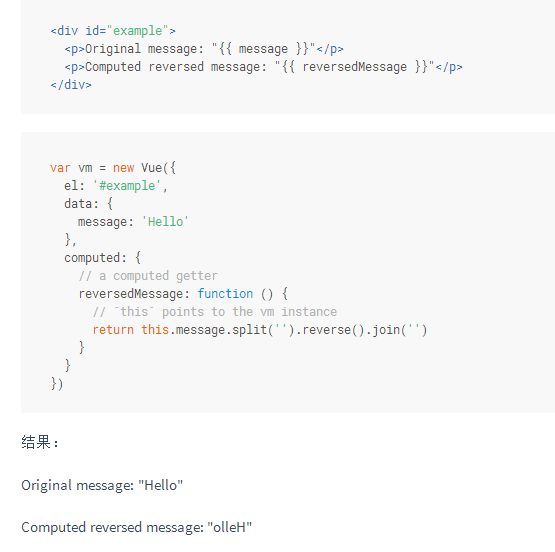 <div id="example">
  <p>Original message: "{{ message }}"</p>
  <p>Computed reversed message: "{{ reversedMessage }}"</p>
</div>
var vm = new Vue({
  el: '#example',
  data: {
    message: 'Hello'
  },
  computed: {
    // a computed getter
    reversedMessage: function () {
      // `this` points to the vm instance
      return this.message.split('').reverse().join('')
    }
  }
})
结果：
Original message: "Hello"
Computed reversed message: "olleH"